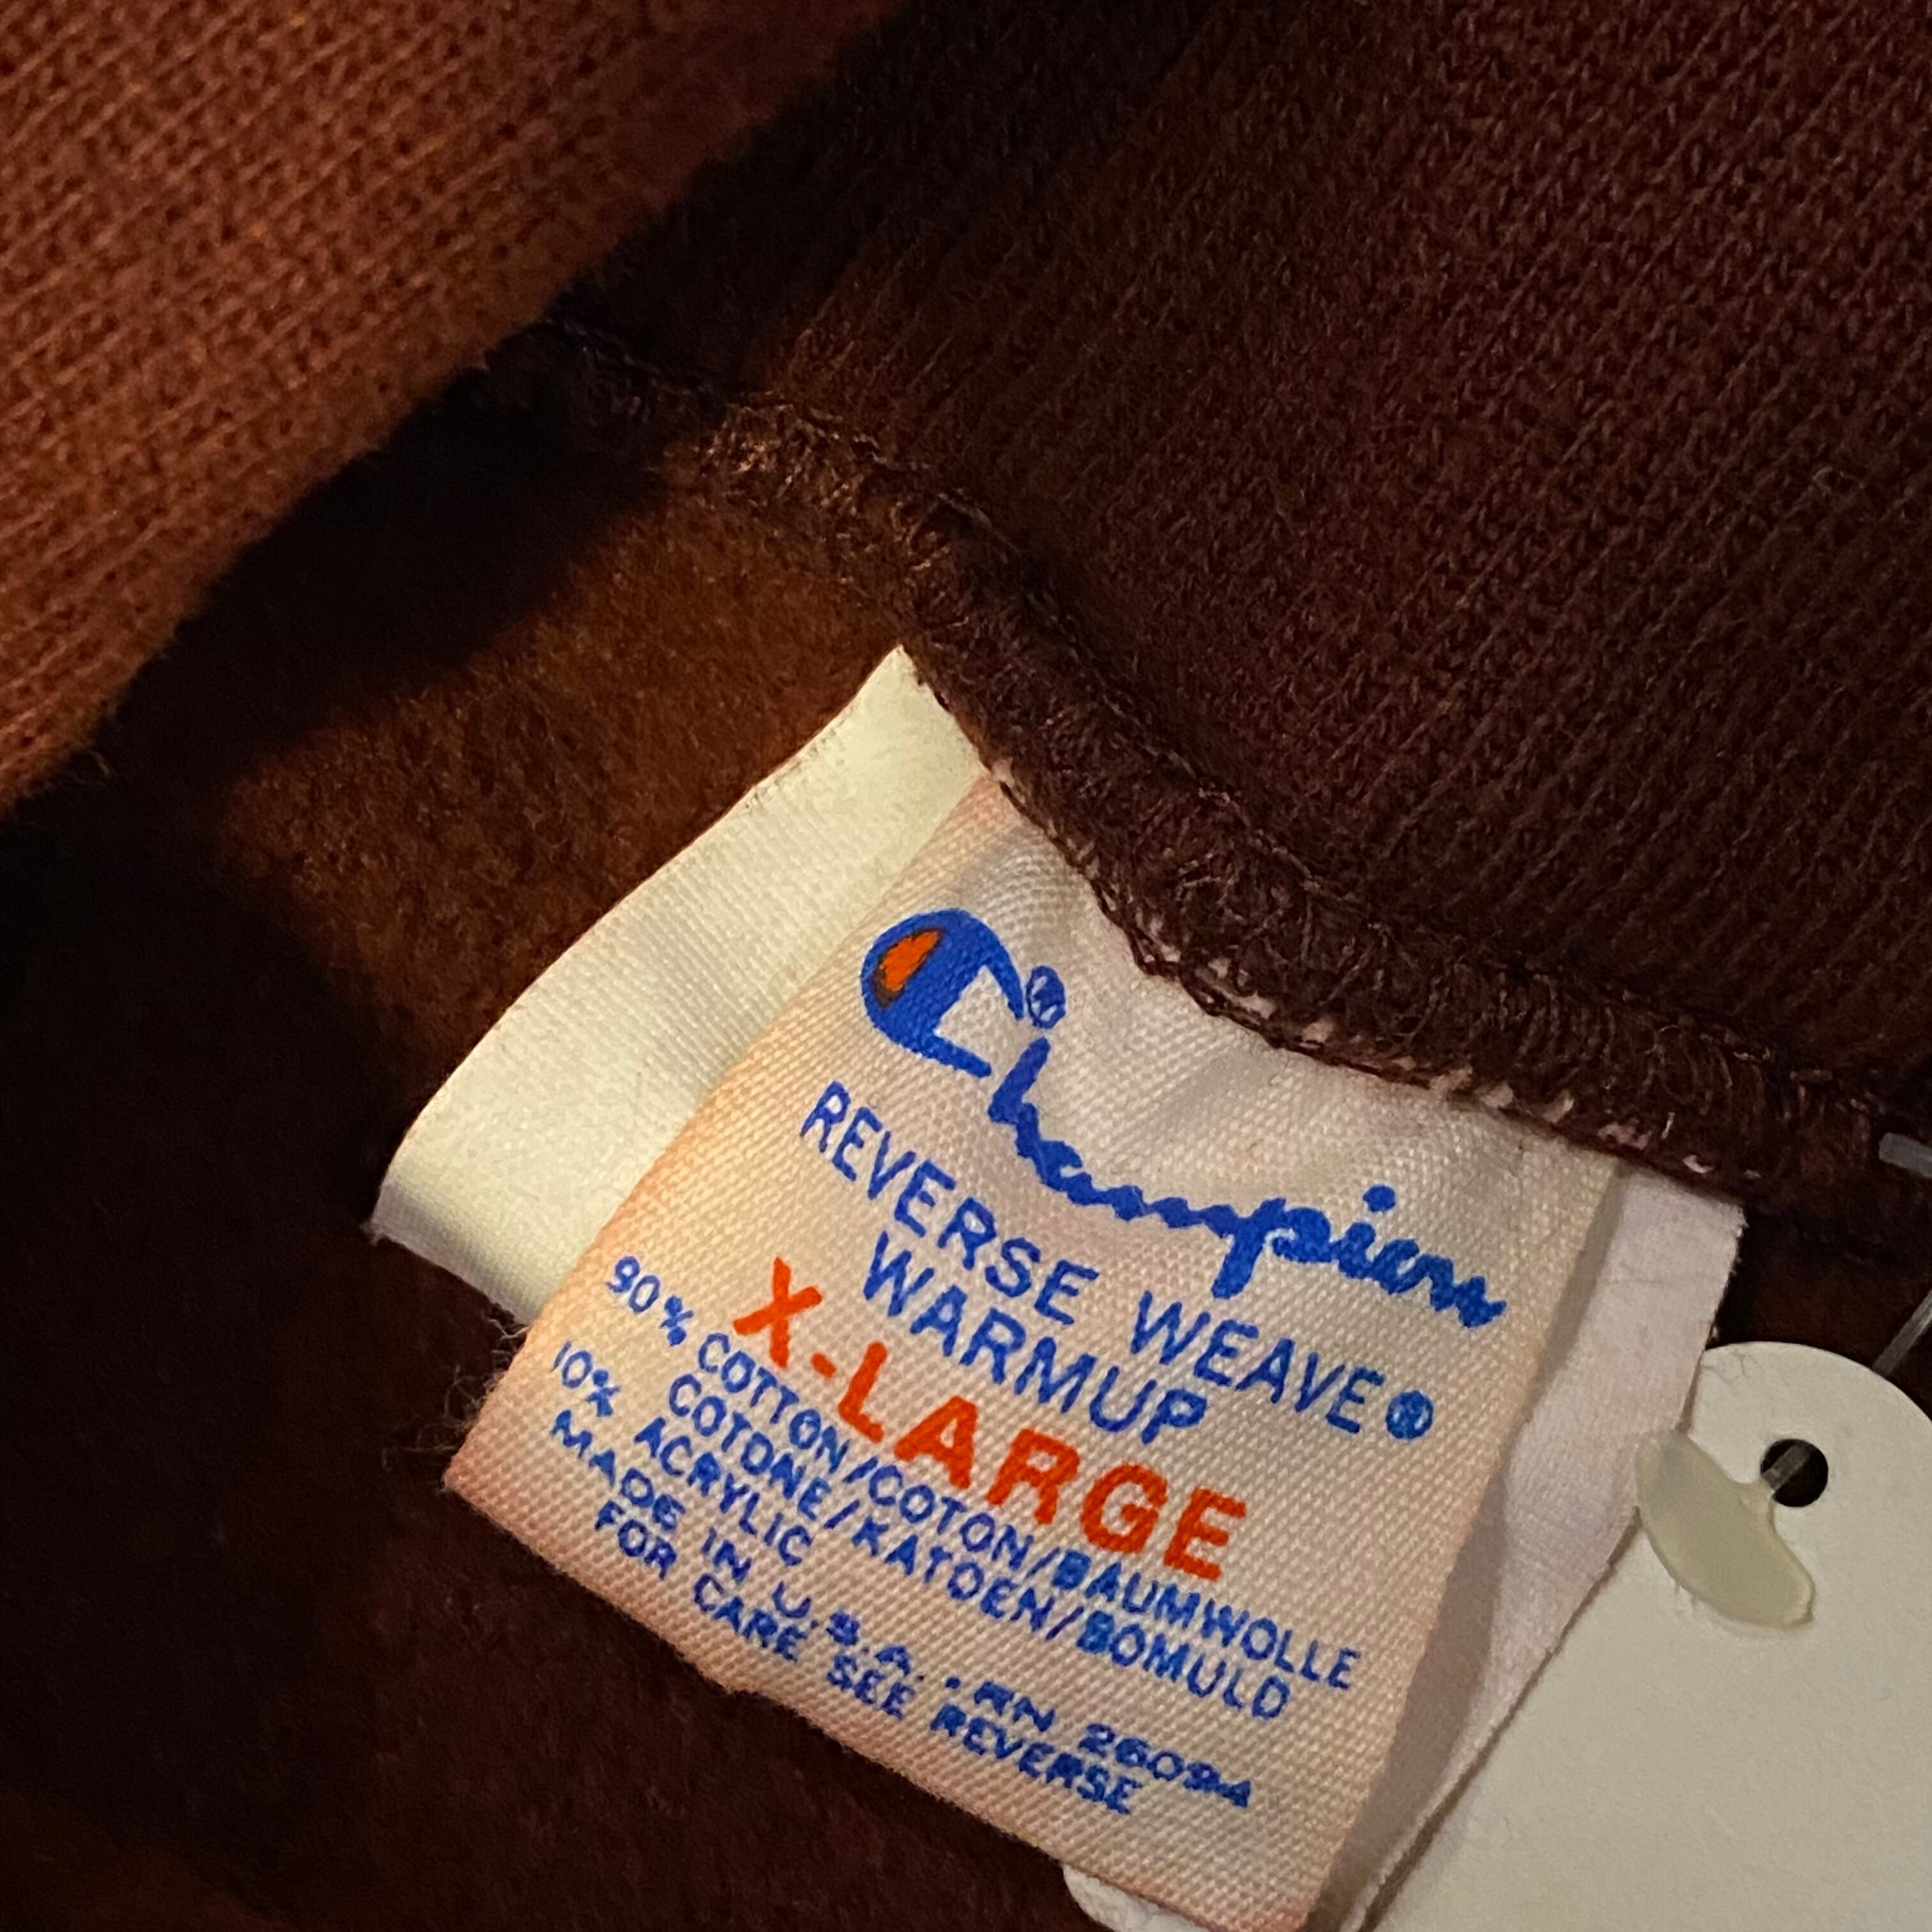 Champion®
REVERSE WEAVE®
WARMUP
X-LARGE
90% COTTON/COTON/BAUMWOLLE
COTONE/KATOEN/BOMULD
10% ACRYLIC
MADE IN U.S.A. . RN 26094
FOR CARE SEE REVERSE